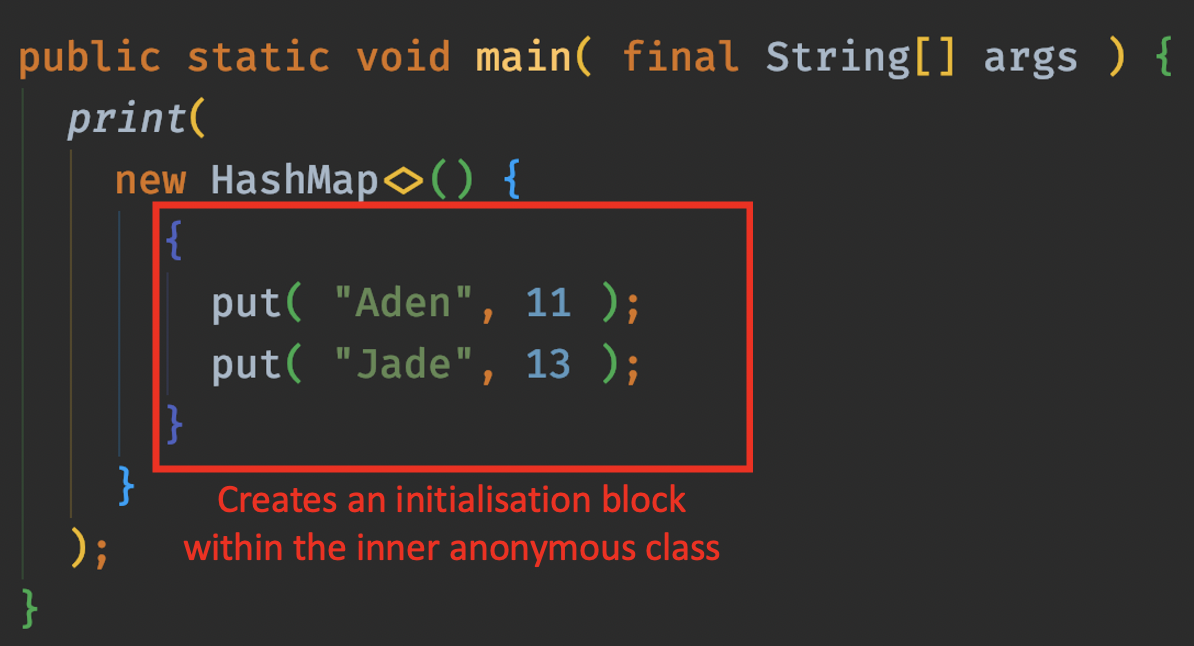 public static void main( final String[] args ) {
print(
new HashMap<>() {
{
put( "Aden", 11 );
put( "Jade", 13 );
}
}
Creates an initialisation block
within the inner anonymous class
);
}